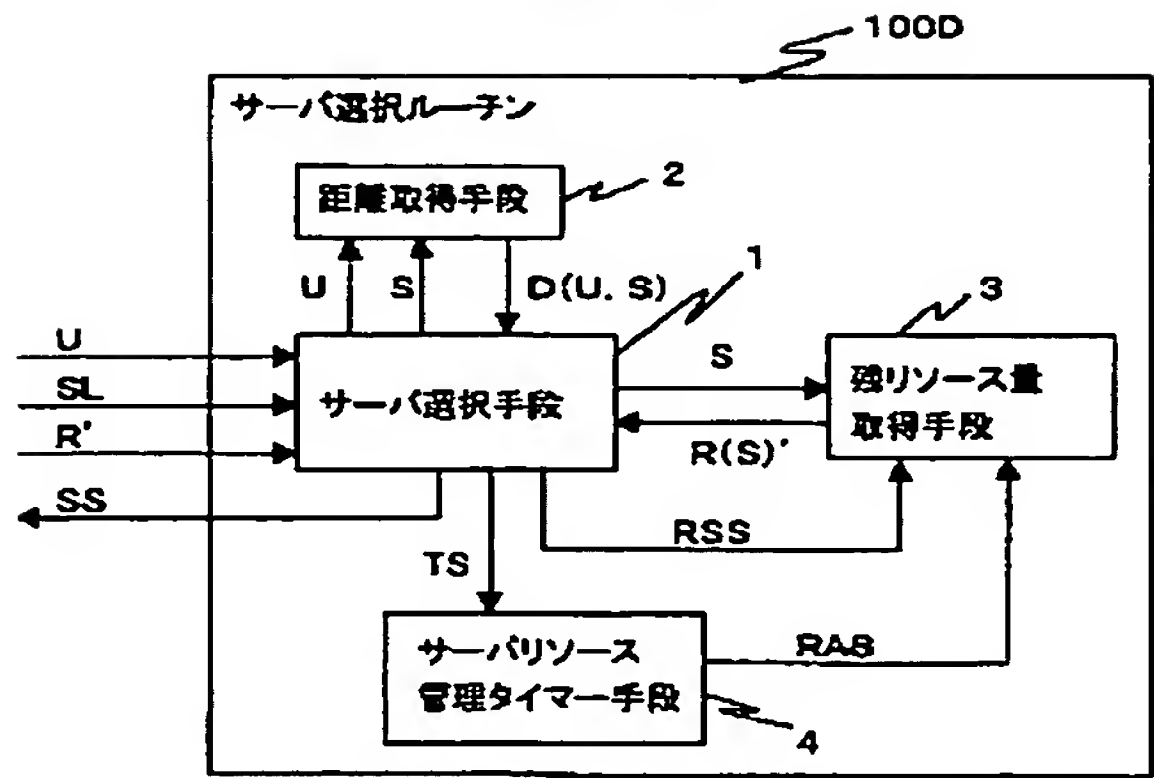 100D
サーバ選択ルーチン
距離取得手段
2
U
S
D(U. S)
1
3
U
SL
R'
SS
サーバ選択手段
S
R(S)'
残リソース量
取得手段
RSS
TS
サーバリソース
管理タイマー手段
RAS
4